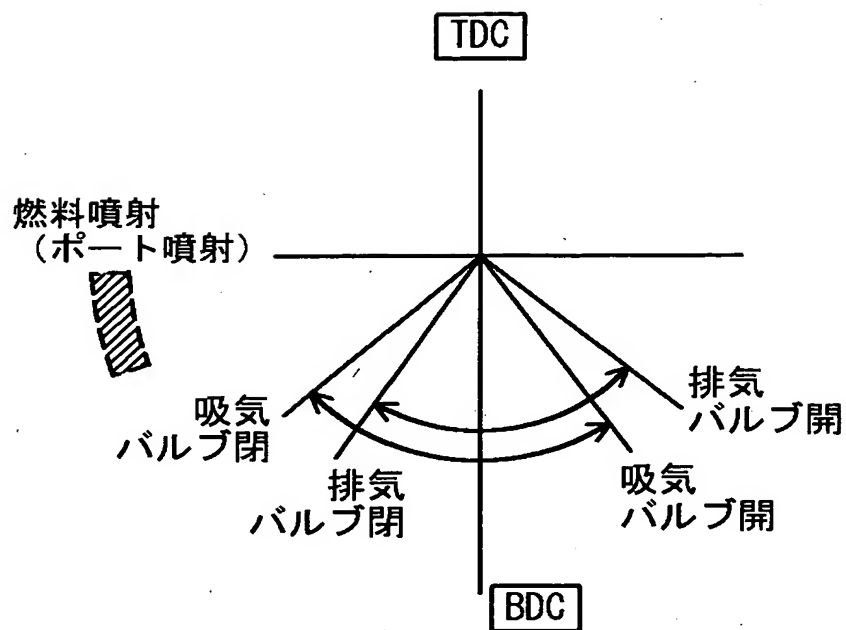 TDC
燃料噴射
(ポート噴射)
吸気
バルブ閉
排気
バルブ閉
排気
バルブ開
吸気
バルブ開
BDC